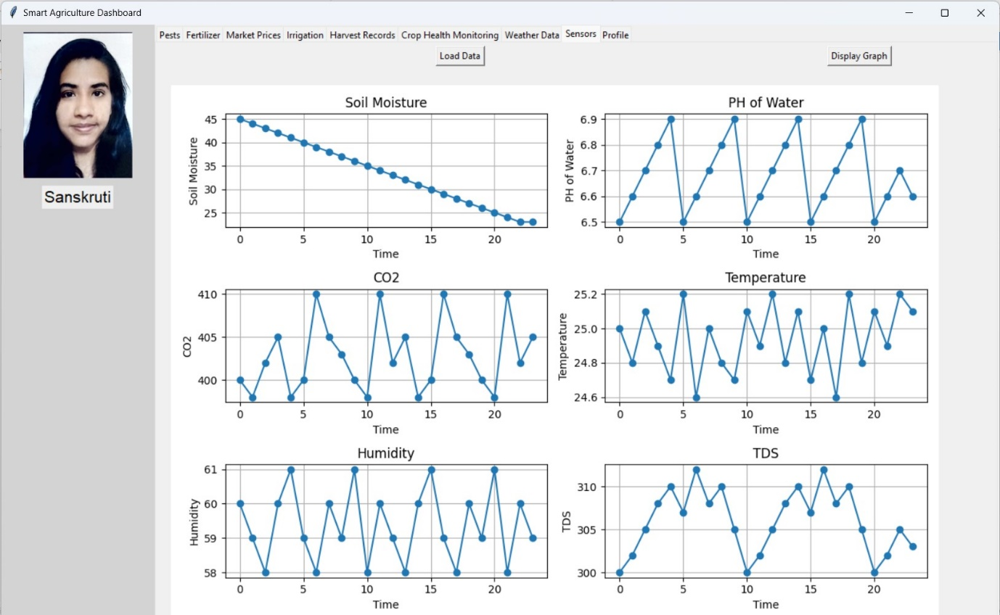 Smart Agriculture Dashboard
Pests Fertilizer Market Prices Irrigation Harvest Records Crop Health Monitoring Weather Data Sensors Profile
Load Data Display Graph
Sanskruti
Soil Moisture
Soil Moisture
45
40
35
30
25
0 5 10 15 20
Time
PH of Water
PH of Water
6.9
6.8
6.7
6.6
6.5
0 5 10 15 20
Time
CO2
CO2
410
405
400
0 5 10 15 20
Time
Temperature
Temperature
25.2
25.0
24.8
24.6
0 5 10 15 20
Time
Humidity
Humidity
61
60
59
58
0 5 10 15 20
Time
TDS
TDS
310
305
300
0 5 10 15 20
Time